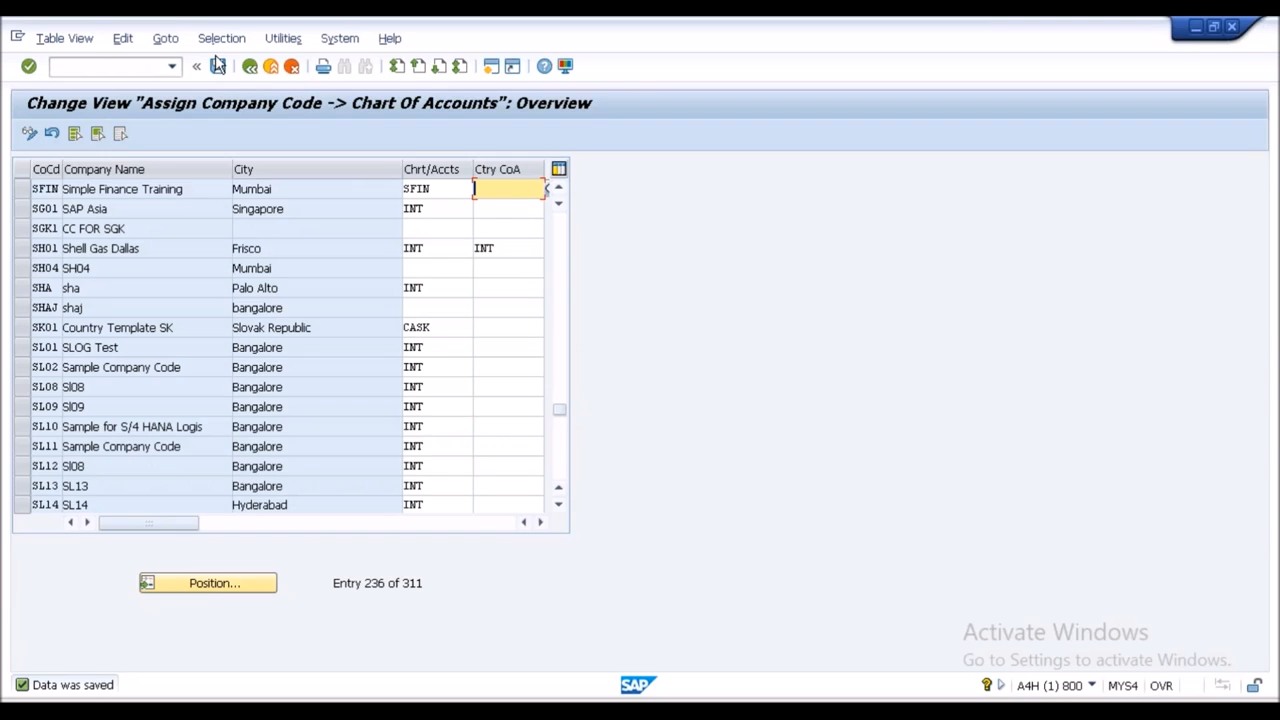 Table View Edit Goto Selection Utilities System Help
Change View "Assign Company Code -> Chart Of Accounts": Overview
CoCd Company Name City Chrt/Accts Ctry CoA
SFIN Simple Finance Training Mumbai SFIN
SG01 SAP Asia Singapore INT
SGK1 CC FOR SGK
SH01 Shell Gas Dallas Frisco INT INT
SH04 SH04 Mumbai
SHA sha Palo Alto INT
SHAJ shaj bangalore
SK01 Country Template SK Slovak Republic CASK
SL01 SLOG Test Bangalore INT
SL02 Sample Company Code Bangalore INT
SL08 Sl08 Bangalore INT
SL09 Sl09 Bangalore INT
SL10 Sample for S/4 HANA Logis Bangalore INT
SL11 Sample Company Code Bangalore INT
SL12 Sl08 Bangalore INT
SL13 SL13 Bangalore INT
SL14 SL14 Hyderabad INT
Position... Entry 236 of 311
Activate Windows
Go to Settings to activate Windows.
Data was saved SAP A4H (1) 800 MYS4 OVR